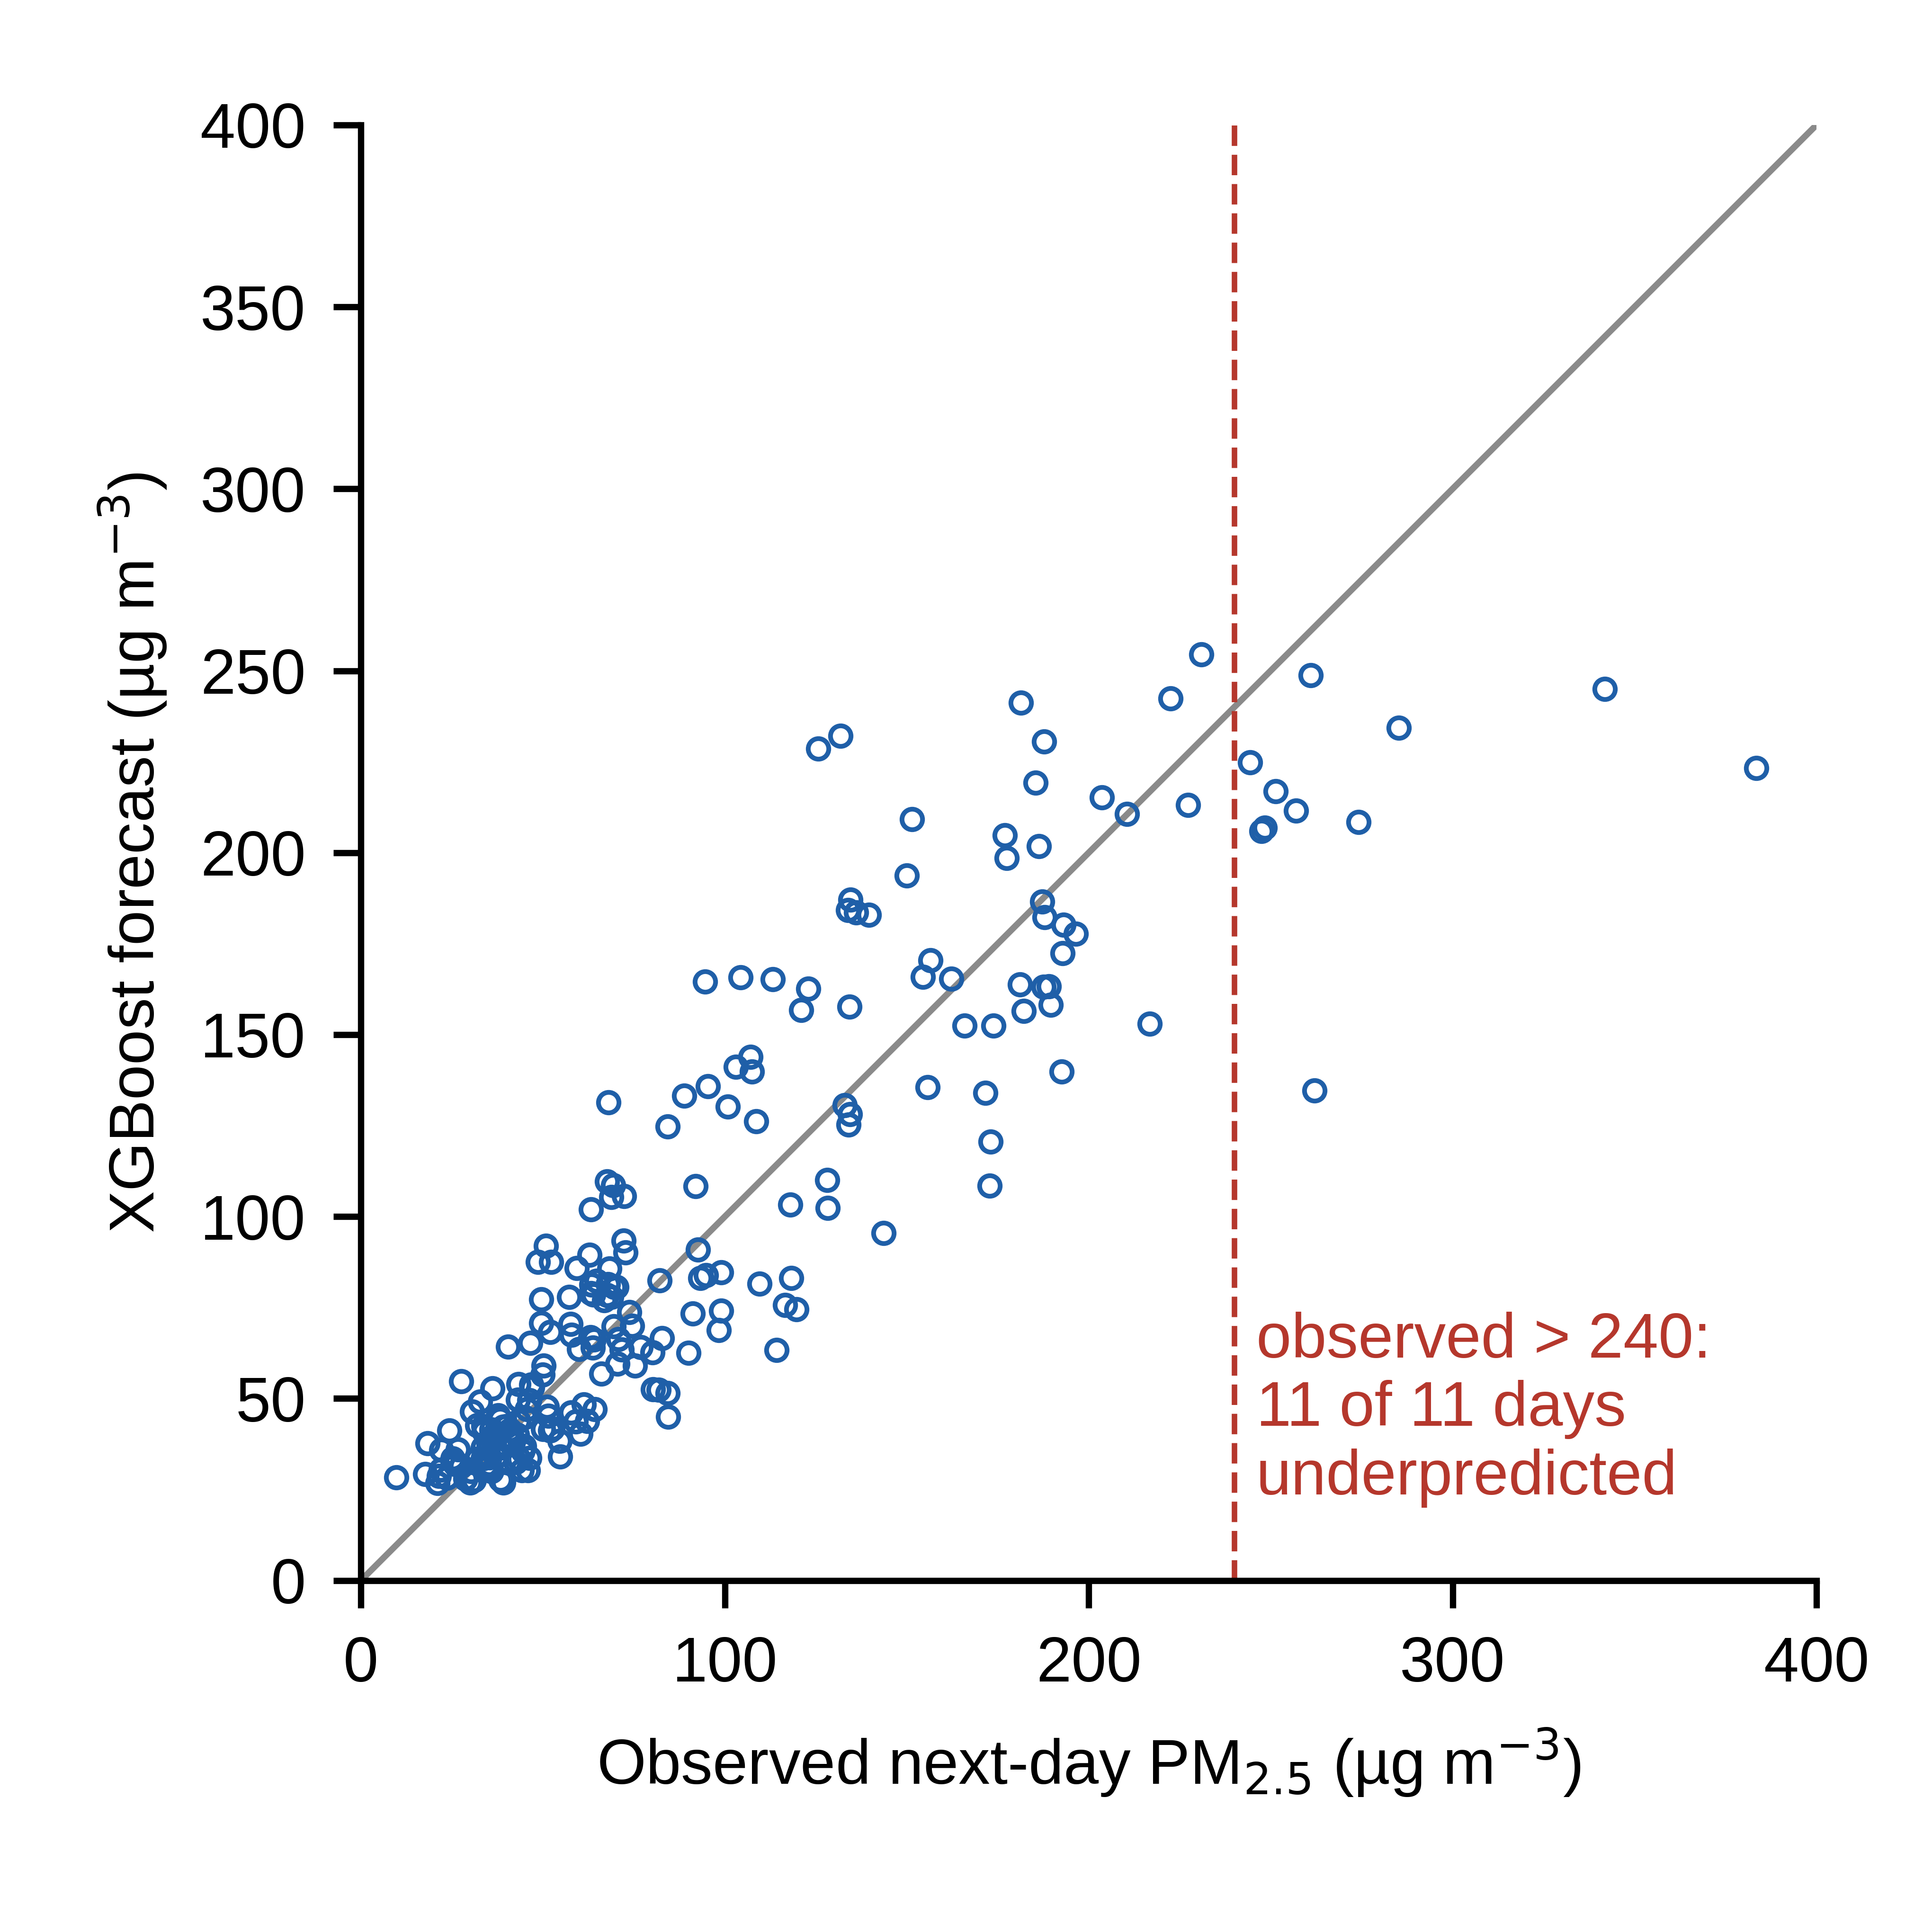 400
350
300
250
200
150
100
50
0
XGBoost forecast (µg m⁻³)
observed > 240:
11 of 11 days
underpredicted
0 100 200 300 400
Observed next-day PM₂.₅ (µg m⁻³)